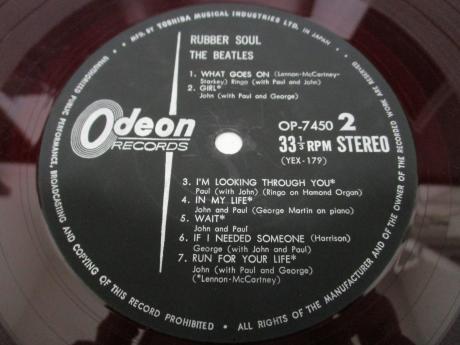 MFD. BY TOSHIBA MUSICAL INDUSTRIES LTD. IN JAPAN
RUBBER SOUL
THE BEATLES
1. WHAT GOES ON (Lennon-McCartney-
Starkey) Ringo (with Paul and John)
2. GIRL*
John (with Paul and George)
Odeon
RECORDS
OP-7450 2
33 1/3 RPM STEREO
(YEX-179)
3. I'M LOOKING THROUGH YOU*
Paul (with John) (Ringo on Hamond Organ)
4. IN MY LIFE*
John and Paul (George Martin on piano)
5. WAIT*
John and Paul
6. IF I NEEDED SOMEONE (Harrison)
George (with John and Paul)
7. RUN FOR YOUR LIFE*
John (with Paul and George)
(*Lennon-McCartney)
UNAUTHORIZED PUBLIC PERFORMANCE, BROADCASTING AND COPYING OF THIS RECORD PROHIBITED • ALL RIGHTS OF THE MANUFACTURER AND OF THE OWNER OF THE RECORDED WORK ARE RESERVED